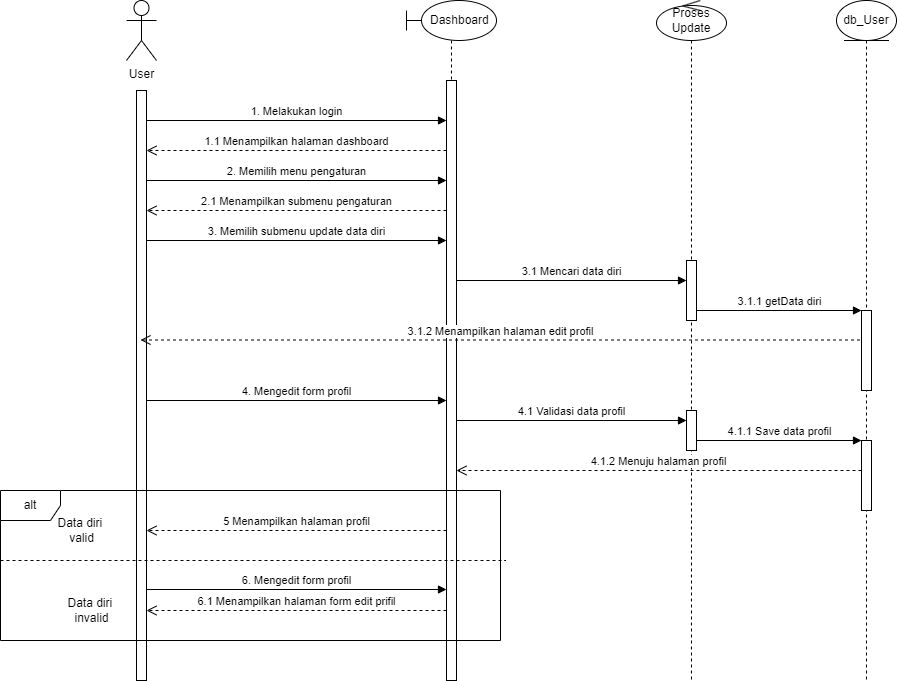 Dashboard
Proses
Update
db_User
User
1. Melakukan login
1.1 Menampilkan halaman dashboard
2. Memilih menu pengaturan
2.1 Menampilkan submenu pengaturan
3. Memilih submenu update data diri
3.1 Mencari data diri
3.1.1 getData diri
3.1.2 Menampilkan halaman edit profil
4. Mengedit form profil
4.1 Validasi data profil
4.1.1 Save data profil
4.1.2 Menuju halaman profil
alt
Data diri
valid
5 Menampilkan halaman profil
6. Mengedit form profil
Data diri
invalid
6.1 Menampilkan halaman form edit prifil